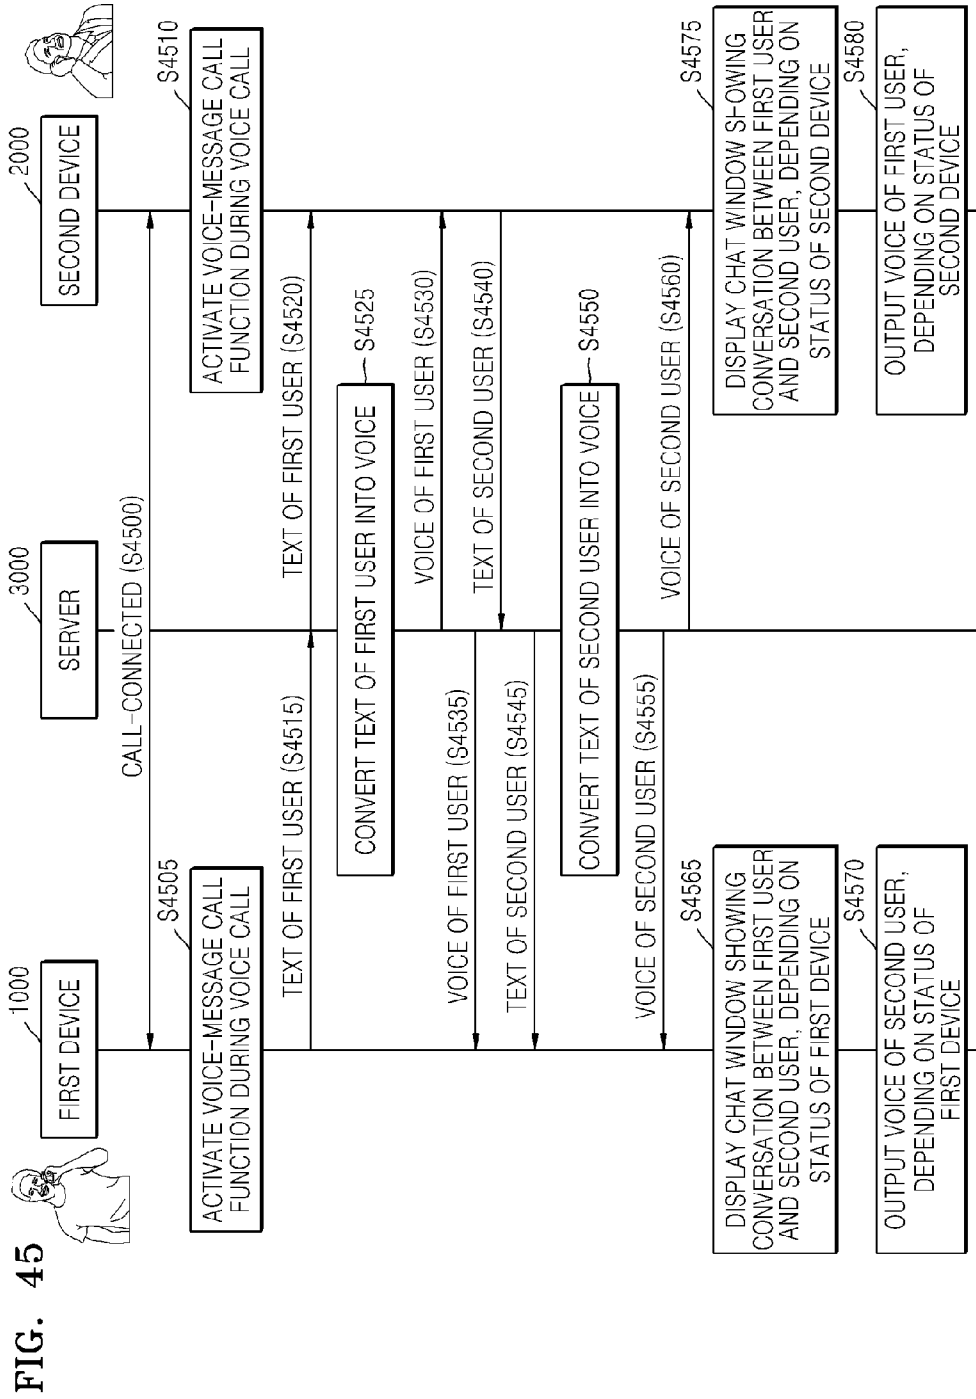 FIG. 45
1000
FIRST DEVICE
3000
SERVER
2000
SECOND DEVICE
CALL-CONNECTED (S4500)
S4505
ACTIVATE VOICE-MESSAGE CALL
FUNCTION DURING VOICE CALL
S4510
ACTIVATE VOICE-MESSAGE CALL
FUNCTION DURING VOICE CALL
TEXT OF FIRST USER (S4515)
TEXT OF FIRST USER (S4520)
CONVERT TEXT OF FIRST USER INTO VOICE
S4525
VOICE OF FIRST USER (S4530)
VOICE OF FIRST USER (S4535)
TEXT OF SECOND USER (S4540)
TEXT OF SECOND USER (S4545)
CONVERT TEXT OF SECOND USER INTO VOICE
S4550
VOICE OF SECOND USER (S4555)
VOICE OF SECOND USER (S4560)
S4565
DISPLAY CHAT WINDOW SHOWING
CONVERSATION BETWEEN FIRST USER
AND SECOND USER, DEPENDING ON
STATUS OF FIRST DEVICE
S4575
DISPLAY CHAT WINDOW SHOWING
CONVERSATION BETWEEN FIRST USER
AND SECOND USER, DEPENDING ON
STATUS OF SECOND DEVICE
S4570
OUTPUT VOICE OF SECOND USER,
DEPENDING ON STATUS OF
FIRST DEVICE
S4580
OUTPUT VOICE OF FIRST USER,
DEPENDING ON STATUS OF
SECOND DEVICE